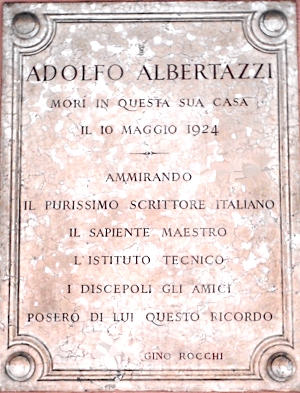 ADOLFO ALBERTAZZI
MORÍ IN QUESTA SUA CASA
IL 10 MAGGIO 1924
AMMIRANDO
IL PURISSIMO SCRITTORE ITALIANO
IL SAPIENTE MAESTRO
L'ISTITUTO TECNICO
I DISCEPOLI GLI AMICI
POSERO DI LUI QUESTO RICORDO
GINO ROCCHI